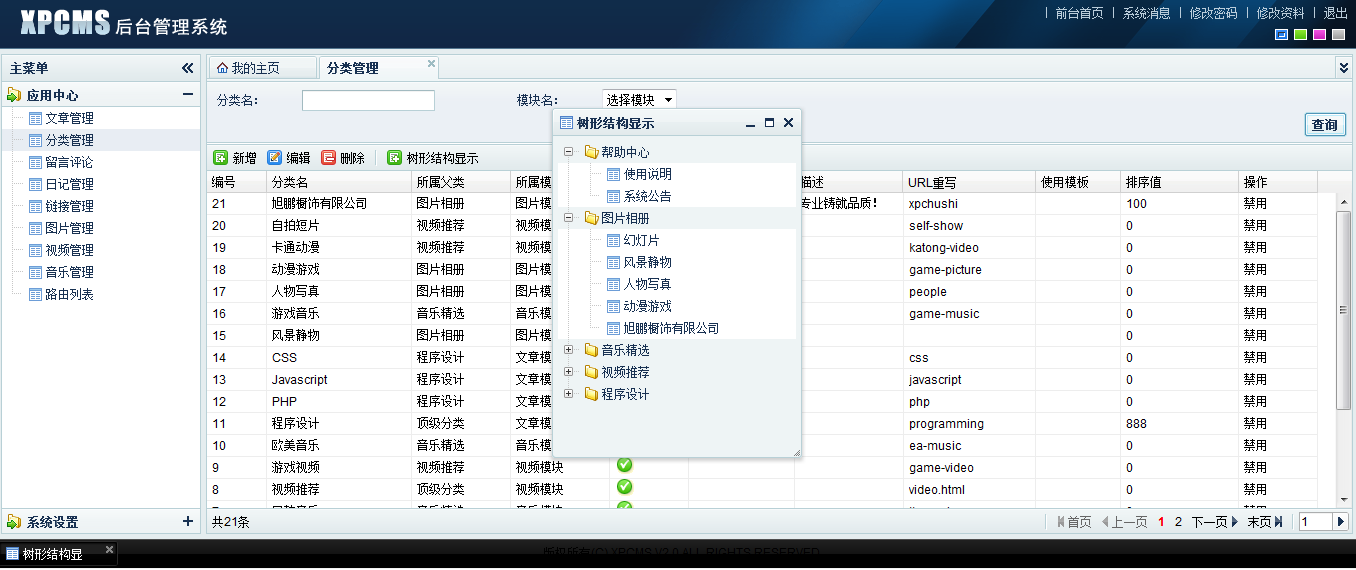 XPCMS 后台管理系统
前台首页 系统消息 修改密码 修改资料 退出
主菜单
应用中心
文章管理
分类管理
留言评论
日记管理
链接管理
图片管理
视频管理
音乐管理
路由列表
系统设置
我的主页 分类管理
分类名: 模块名: 选择模块
查询
新增 编辑 删除 树形结构显示
编号 分类名 所属父类 所属模 描述 URL重写 使用模板 排序值 操作
21 旭鹏橱饰有限公司 图片相册 图片模 专业铸就品质! xpchushi 100 禁用
20 自拍短片 视频推荐 视频模 self-show 0 禁用
19 卡通动漫 视频推荐 视频模 katong-video 0 禁用
18 动漫游戏 图片相册 图片模 game-picture 0 禁用
17 人物写真 图片相册 图片模 people 0 禁用
16 游戏音乐 音乐精选 音乐模 game-music 0 禁用
15 风景静物 图片相册 图片模 0 禁用
14 CSS 程序设计 文章模 css 0 禁用
13 Javascript 程序设计 文章模 javascript 0 禁用
12 PHP 程序设计 文章模 php 0 禁用
11 程序设计 顶级分类 文章模 programming 888 禁用
10 欧美音乐 音乐精选 音乐模 ea-music 0 禁用
9 游戏视频 视频推荐 视频模块 game-video 0 禁用
8 视频推荐 顶级分类 视频模块 video.html 0 禁用
共21条 首页 上一页 1 2 下一页 末页 1
树形结构显示
帮助中心
使用说明
系统公告
图片相册
幻灯片
风景静物
人物写真
动漫游戏
旭鹏橱饰有限公司
音乐精选
视频推荐
程序设计
树形结构显
版权所有(C) XPCMS V2.0 ALL RIGHTS RESERVED